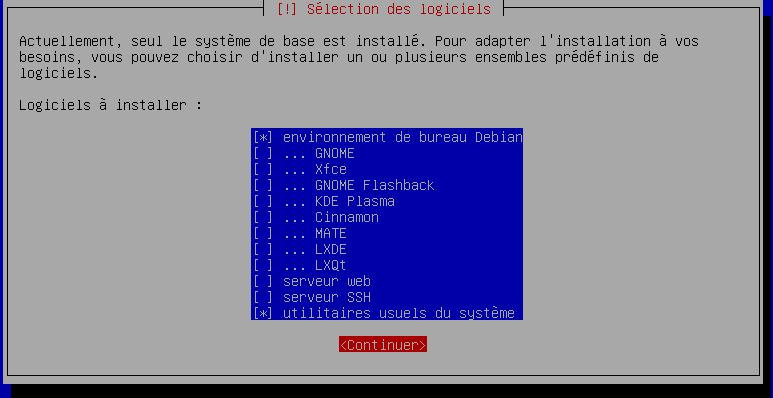 [!] Sélection des logiciels
Actuellement, seul le système de base est installé. Pour adapter l'installation à vos
besoins, vous pouvez choisir d'installer un ou plusieurs ensembles prédéfinis de
logiciels.
Logiciels à installer :
[*] environnement de bureau Debian
[ ] ... GNOME
[ ] ... Xfce
[ ] ... GNOME Flashback
[ ] ... KDE Plasma
[ ] ... Cinnamon
[ ] ... MATE
[ ] ... LXDE
[ ] ... LXQt
[ ] serveur web
[ ] serveur SSH
[*] utilitaires usuels du système
<Continuer>